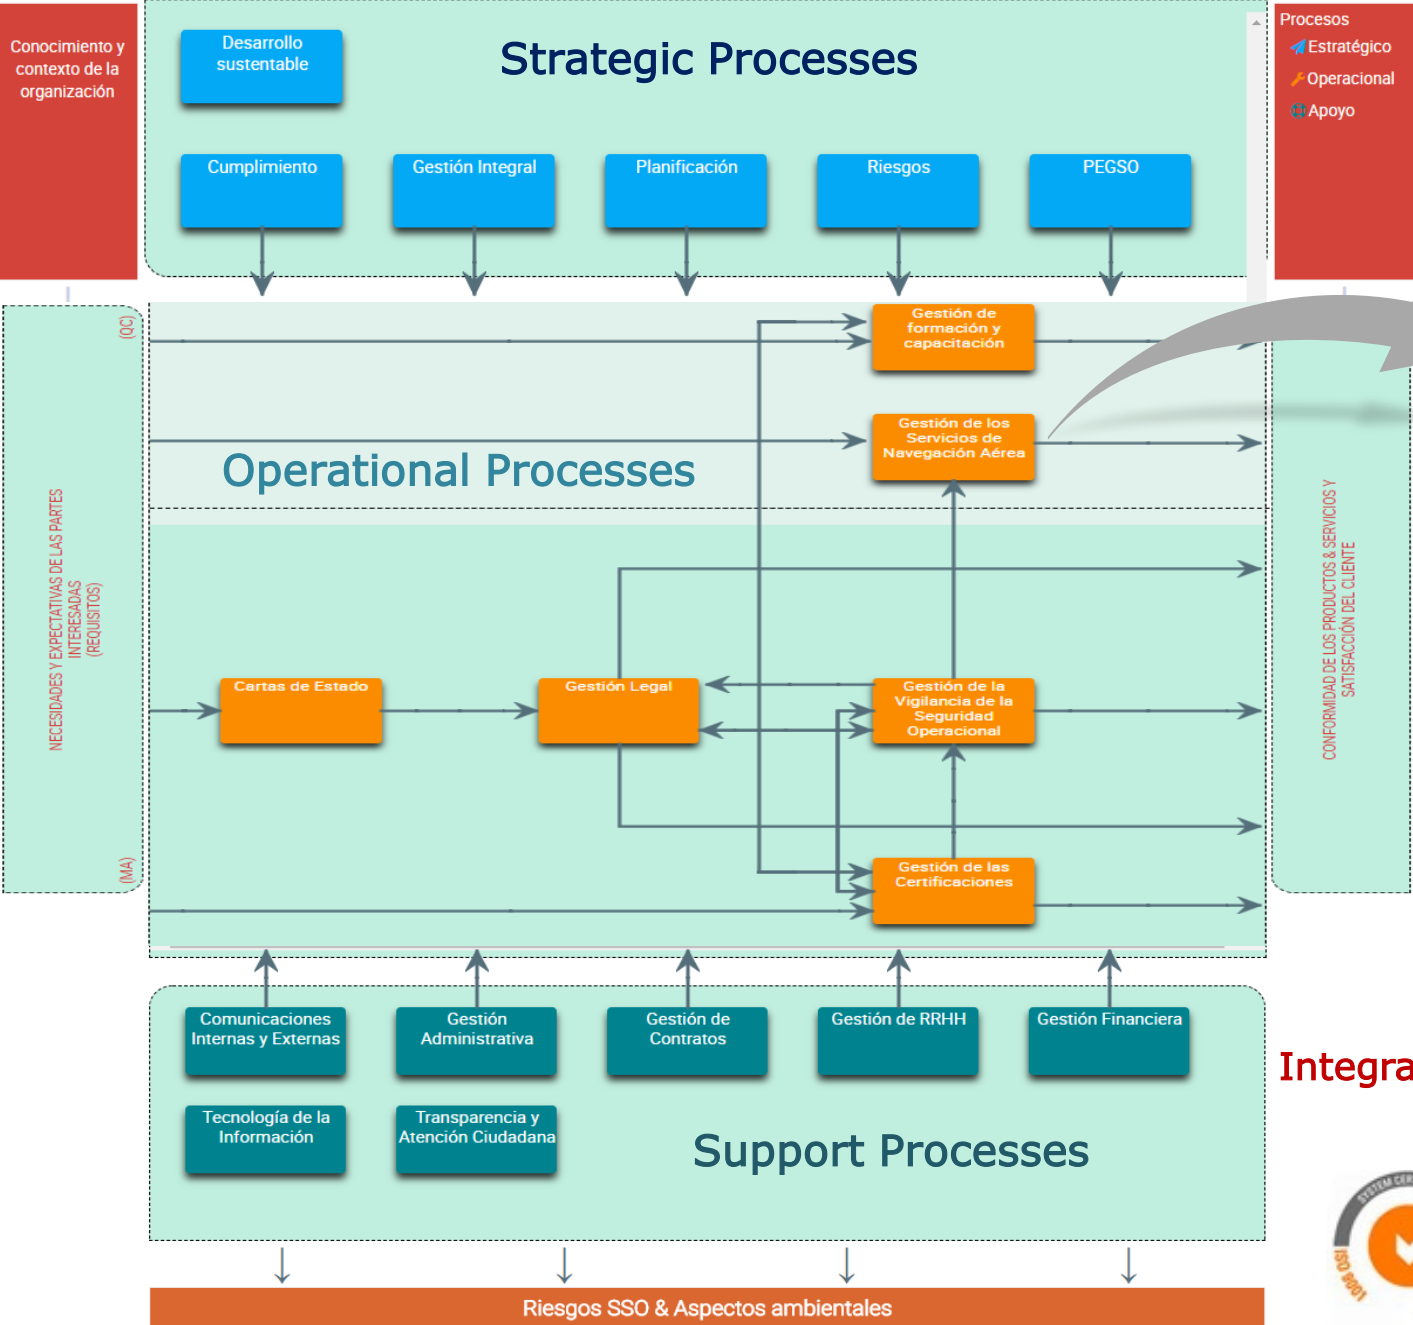 Conocimiento y
contexto de la
organización
Desarrollo
sustentable
Strategic Processes
Procesos
Estratégico
Operacional
Apoyo
Cumplimiento
Gestión Integral
Planificación
Riesgos
PEGSO
(QC)
NECESIDADES Y EXPECTATIVAS DE LAS PARTES
INTERESADAS
(REQUISITOS)
(MA)
Gestión de
formación y
capacitación
Gestión de los
Servicios de
Navegación Aérea
Operational Processes
Cartas de Estado
Gestión Legal
Gestión de la
Vigilancia de la
Seguridad
Operacional
Gestión de las
Certificaciones
CONFORMIDAD DE LOS PRODUCTOS & SERVICIOS Y
SATISFACCIÓN DEL CLIENTE
Comunicaciones
Internas y Externas
Gestión
Administrativa
Gestión de
Contratos
Gestión de RRHH
Gestión Financiera
Tecnología de la
Información
Transparencia y
Atención Ciudadana
Support Processes
Integra
SYSTEM CER
ISO 9001
Riesgos SSO & Aspectos ambientales